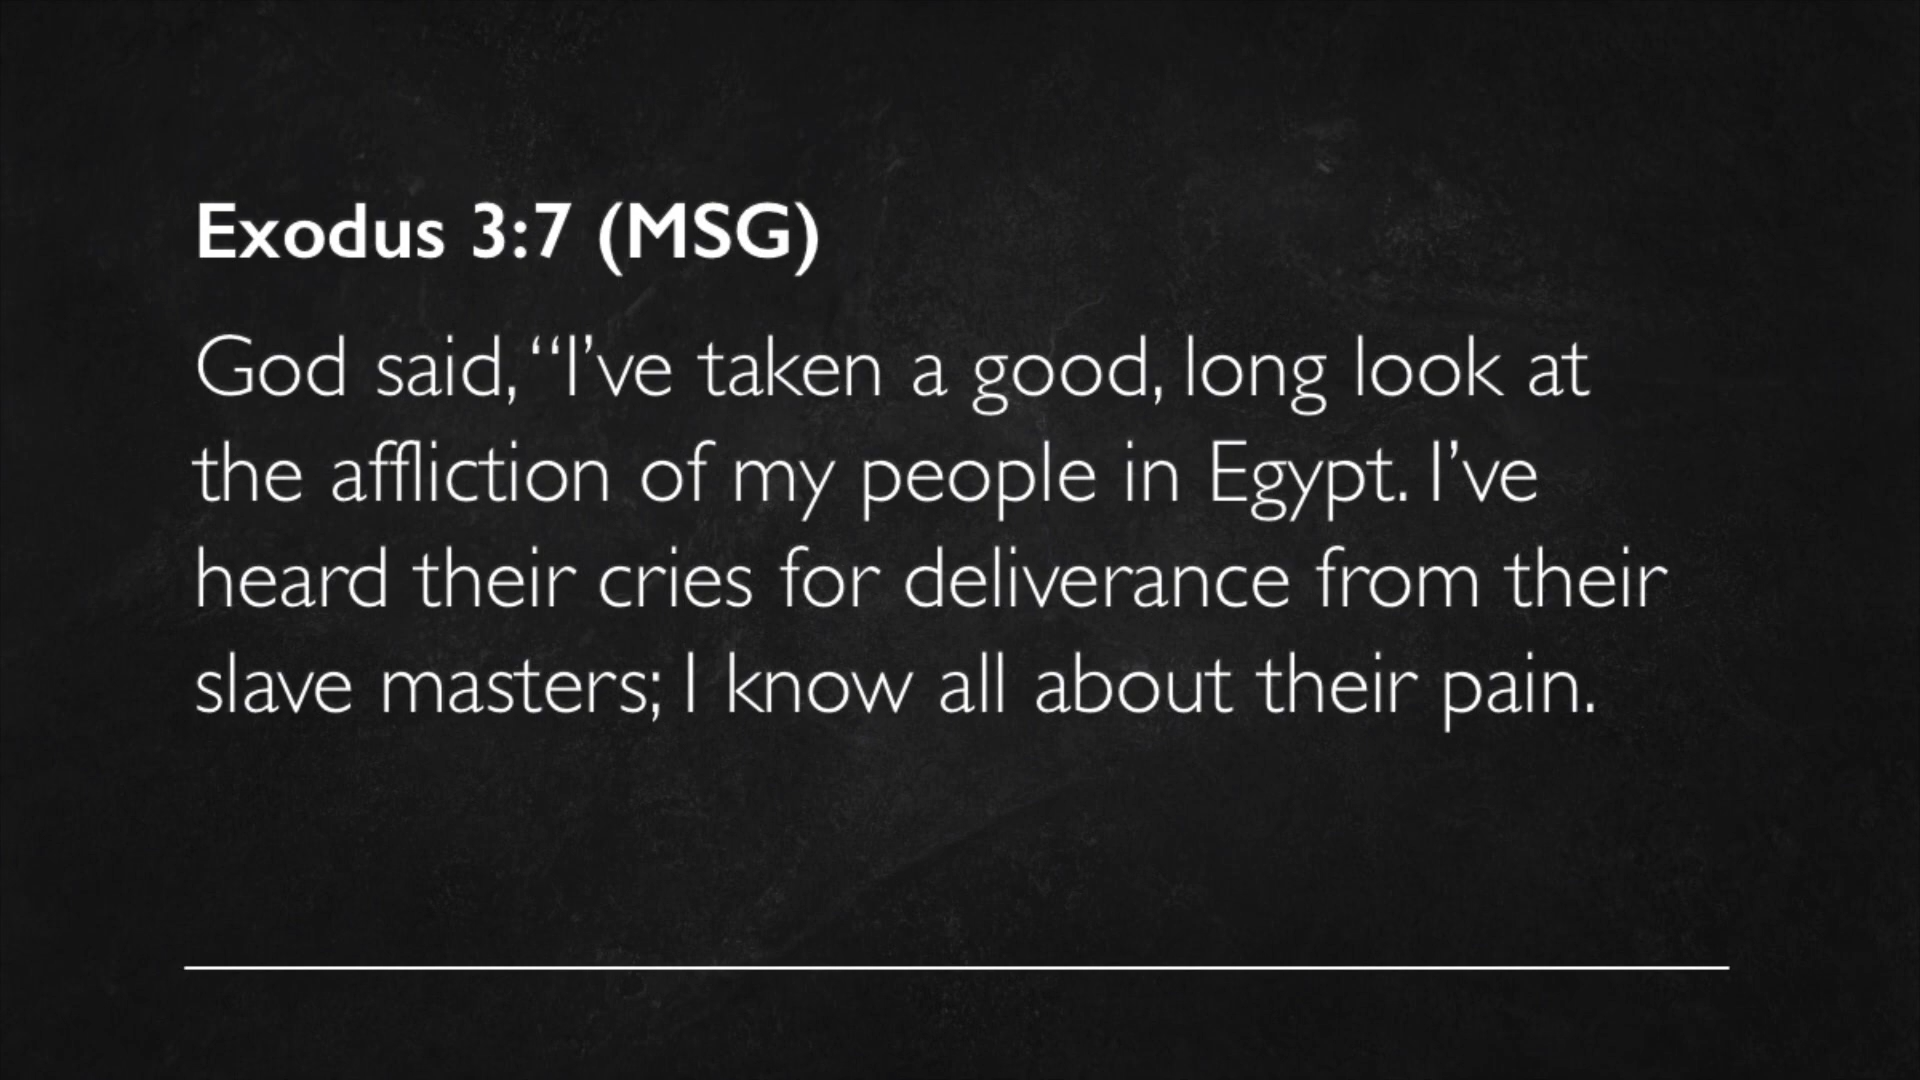 Exodus 3:7 (MSG)
God said, “I’ve taken a good, long look at
the affliction of my people in Egypt. I’ve
heard their cries for deliverance from their
slave masters; I know all about their pain.